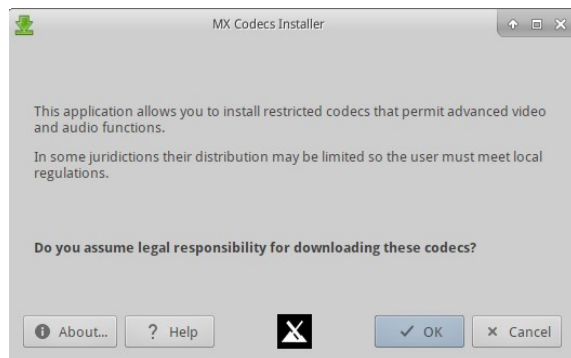 MX Codecs Installer
This application allows you to install restricted codecs that permit advanced video
and audio functions.
In some juridictions their distribution may be limited so the user must meet local
regulations.
Do you assume legal responsibility for downloading these codecs?
About... ? Help OK Cancel